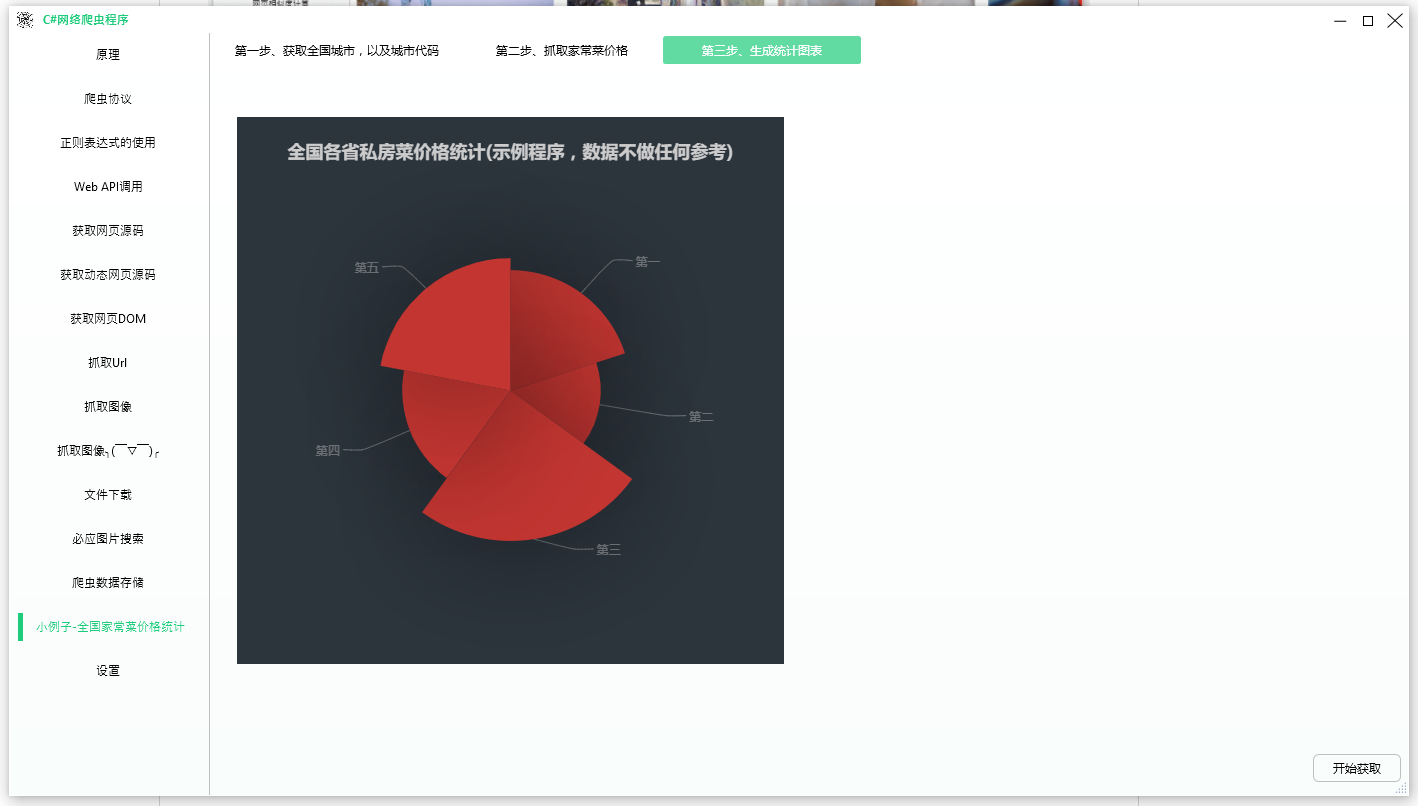 C#网络爬虫程序
原理
爬虫协议
正则表达式的使用
Web API调用
获取网页源码
获取动态网页源码
获取网页DOM
抓取Url
抓取图像
抓取图像╮(￣▽￣)╭
文件下载
必应图片搜索
爬虫数据存储
小例子-全国家常菜价格统计
设置
第一步、获取全国城市，以及城市代码
第二步、抓取家常菜价格
第三步、生成统计图表
全国各省私房菜价格统计(示例程序，数据不做任何参考)
第五
第一
第二
第四
第三
开始获取